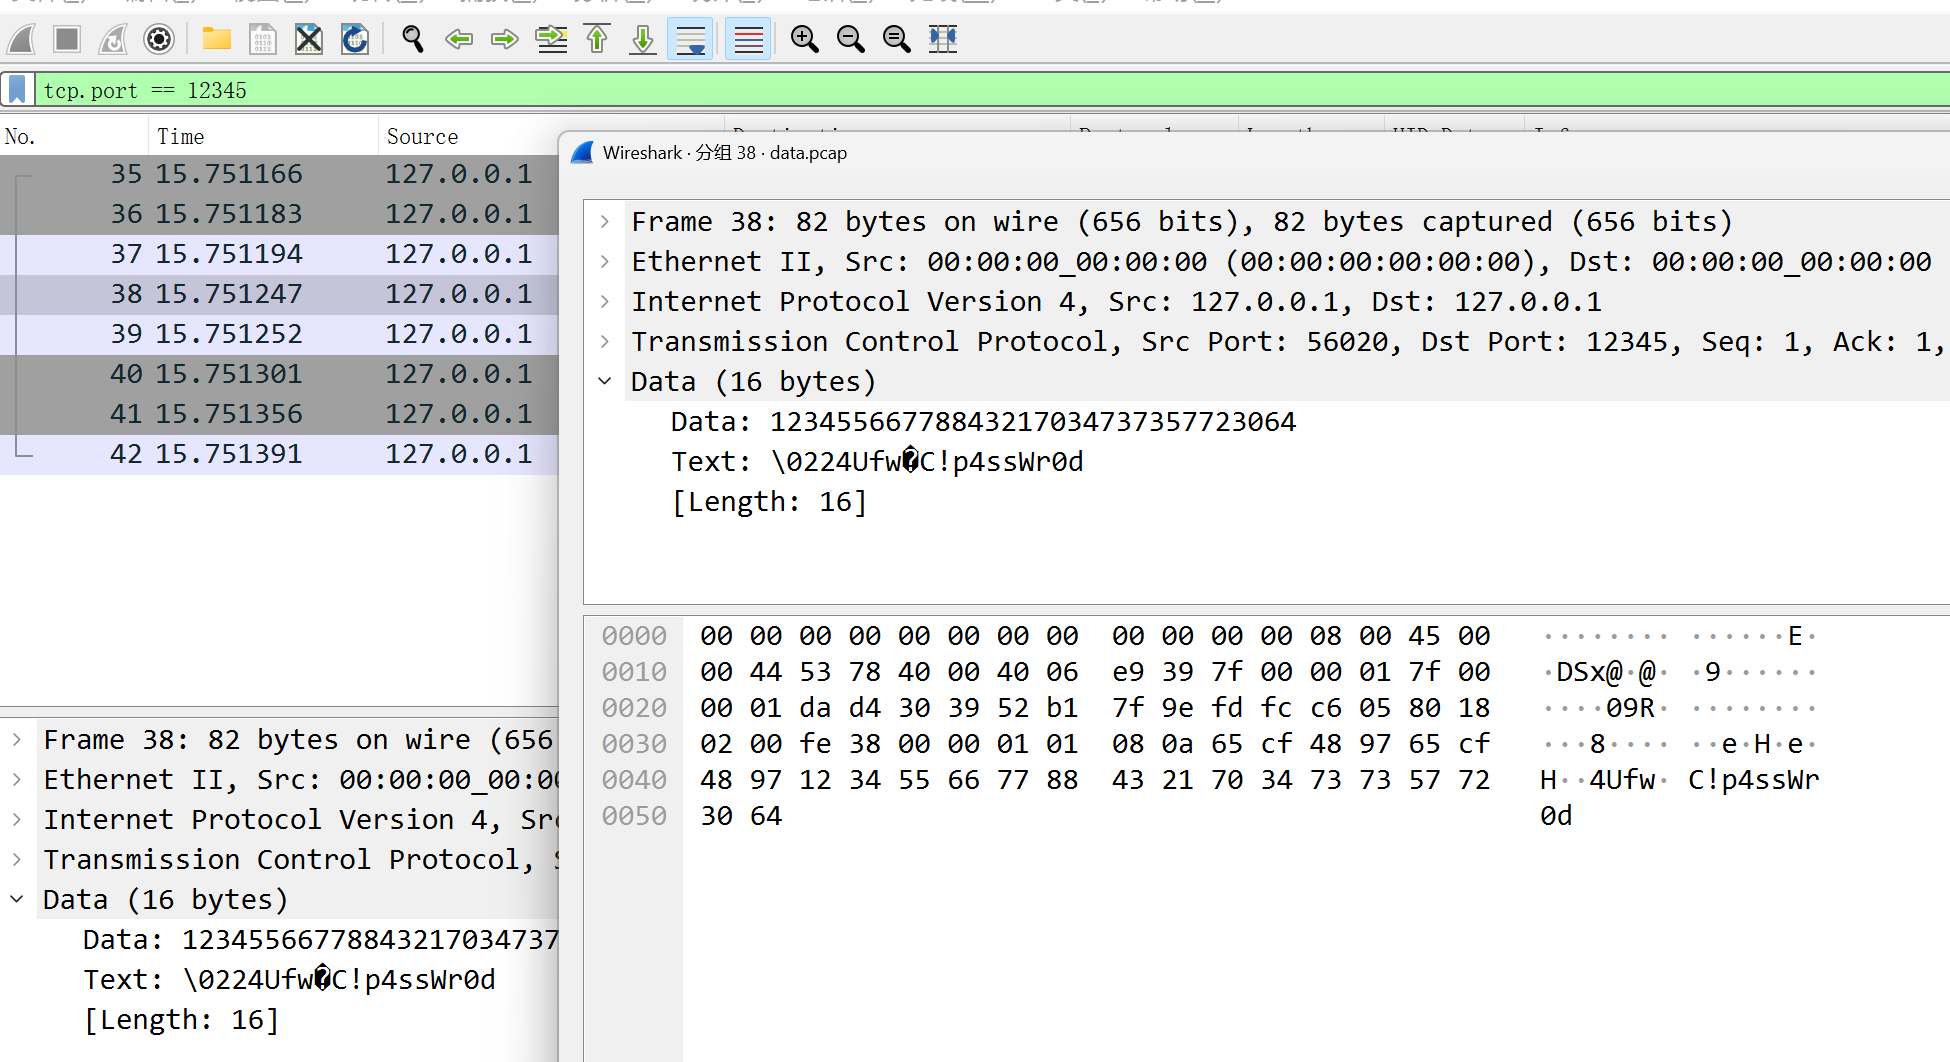 tcp.port == 12345
No. Time Source
35 15.751166 127.0.0.1
36 15.751183 127.0.0.1
37 15.751194 127.0.0.1
38 15.751247 127.0.0.1
39 15.751252 127.0.0.1
40 15.751301 127.0.0.1
41 15.751356 127.0.0.1
42 15.751391 127.0.0.1
Wireshark · 分组 38 · data.pcap
Frame 38: 82 bytes on wire (656 bits), 82 bytes captured (656 bits)
Ethernet II, Src: 00:00:00_00:00:00 (00:00:00:00:00:00), Dst: 00:00:00_00:00:00
Internet Protocol Version 4, Src: 127.0.0.1, Dst: 127.0.0.1
Transmission Control Protocol, Src Port: 56020, Dst Port: 12345, Seq: 1, Ack: 1,
Data (16 bytes)
Data: 12345566778843217034737357723064
Text: \0224Ufw�C!p4ssWr0d
[Length: 16]
0000 00 00 00 00 00 00 00 00 00 00 00 00 08 00 45 00 ········ ······E·
0010 00 44 53 78 40 00 40 06 e9 39 7f 00 00 01 7f 00 ·DSx@·@· ·9······
0020 00 01 da d4 30 39 52 b1 7f 9e fd fc c6 05 80 18 ····09R· ········
0030 02 00 fe 38 00 00 01 01 08 0a 65 cf 48 97 65 cf ···8···· ··e·H·e·
0040 48 97 12 34 55 66 77 88 43 21 70 34 73 73 57 72 H··4Ufw· C!p4ssWr
0050 30 64 0d
Frame 38: 82 bytes on wire (656
Ethernet II, Src: 00:00:00_00:00
Internet Protocol Version 4, Src
Transmission Control Protocol,
Data (16 bytes)
Data: 12345566778843217034737
Text: \0224Ufw�C!p4ssWr0d
[Length: 16]